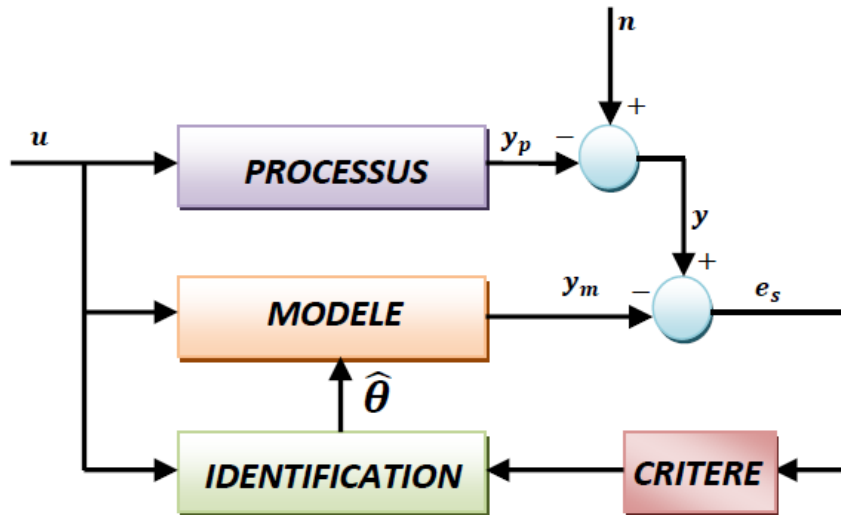 n
+
u
y_p
−
PROCESSUS
y
+
y_m
−
e_s
MODELE
θ̂
IDENTIFICATION
CRITERE